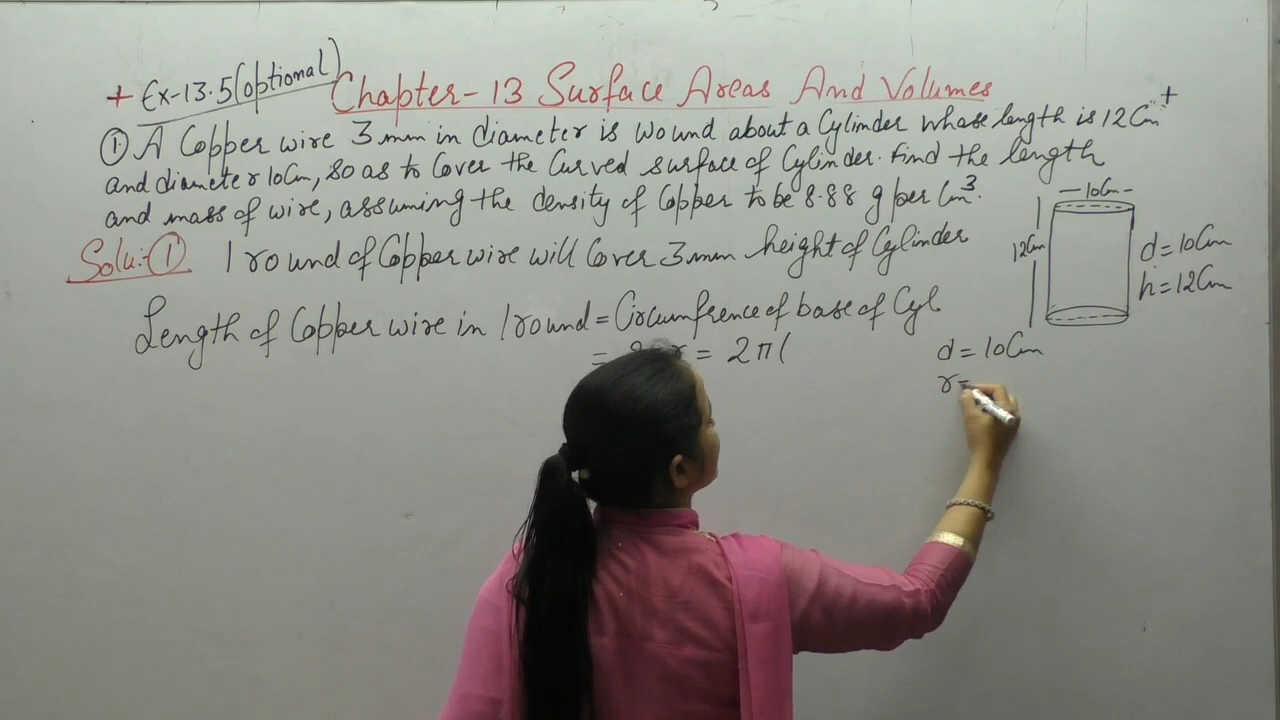 + Ex-13.5(optional)
Chapter-13 Surface Areas And Volumes
① A Copper wire 3mm in diameter is wound about a Cylinder whose length is 12Cm +
and diameter 10Cm, so as to Cover the Curved surface of Cylinder. Find the length
and mass of wire, assuming the density of Copper to be 8.88 g per Cm³.
Solu:-① 1 round of Copper wire will Cover 3mm height of Cylinder
Length of Copper wire in 1 round = Circumfrence of base of Cyl
= = 2π(
d = 10Cm
r =
-10Cm-
12Cm
d = 10Cm
h = 12Cm